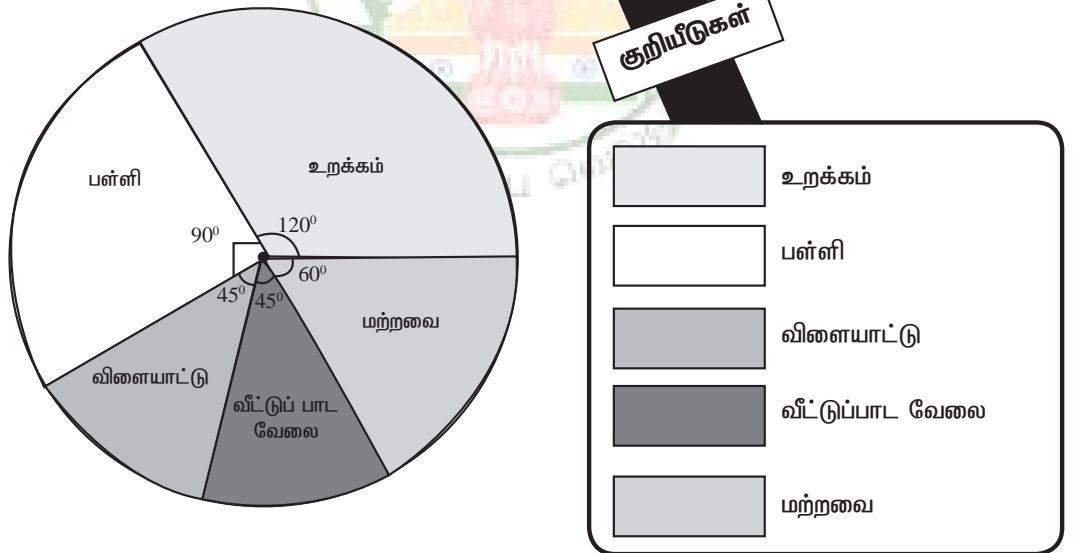 குறியீடுகள்
உறக்கம்
பள்ளி
120⁰
90⁰
60⁰
45⁰ 45⁰
மற்றவை
விளையாட்டு
வீட்டுப் பாட
வேலை
உறக்கம்
பள்ளி
விளையாட்டு
வீட்டுப்பாட வேலை
மற்றவை